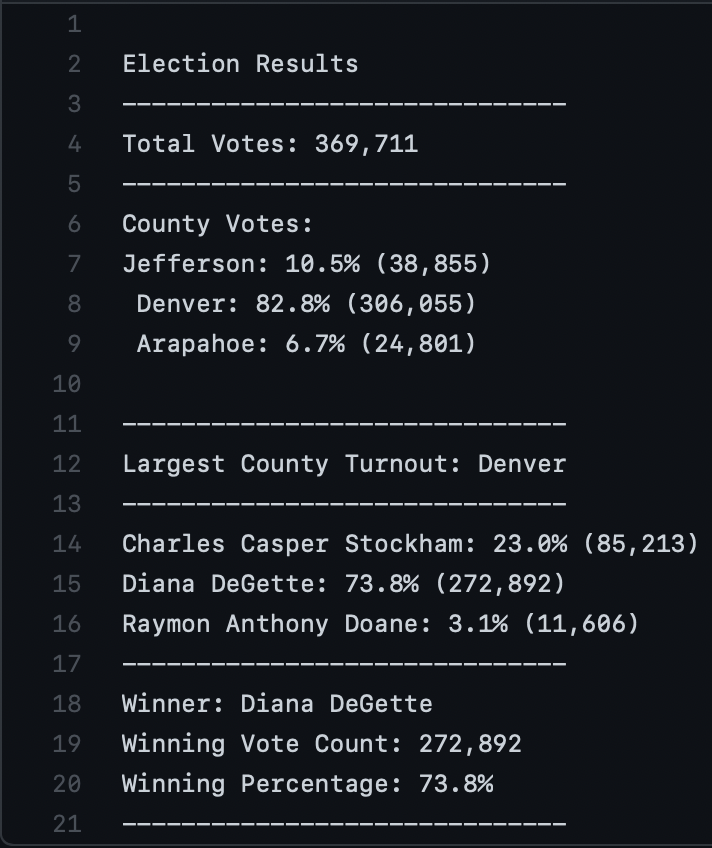 1
2 Election Results
3 ------------------------------
4 Total Votes: 369,711
5 ------------------------------
6 County Votes:
7 Jefferson: 10.5% (38,855)
8  Denver: 82.8% (306,055)
9  Arapahoe: 6.7% (24,801)
10
11 ------------------------------
12 Largest County Turnout: Denver
13 ------------------------------
14 Charles Casper Stockham: 23.0% (85,213)
15 Diana DeGette: 73.8% (272,892)
16 Raymon Anthony Doane: 3.1% (11,606)
17 ------------------------------
18 Winner: Diana DeGette
19 Winning Vote Count: 272,892
20 Winning Percentage: 73.8%
21 ------------------------------